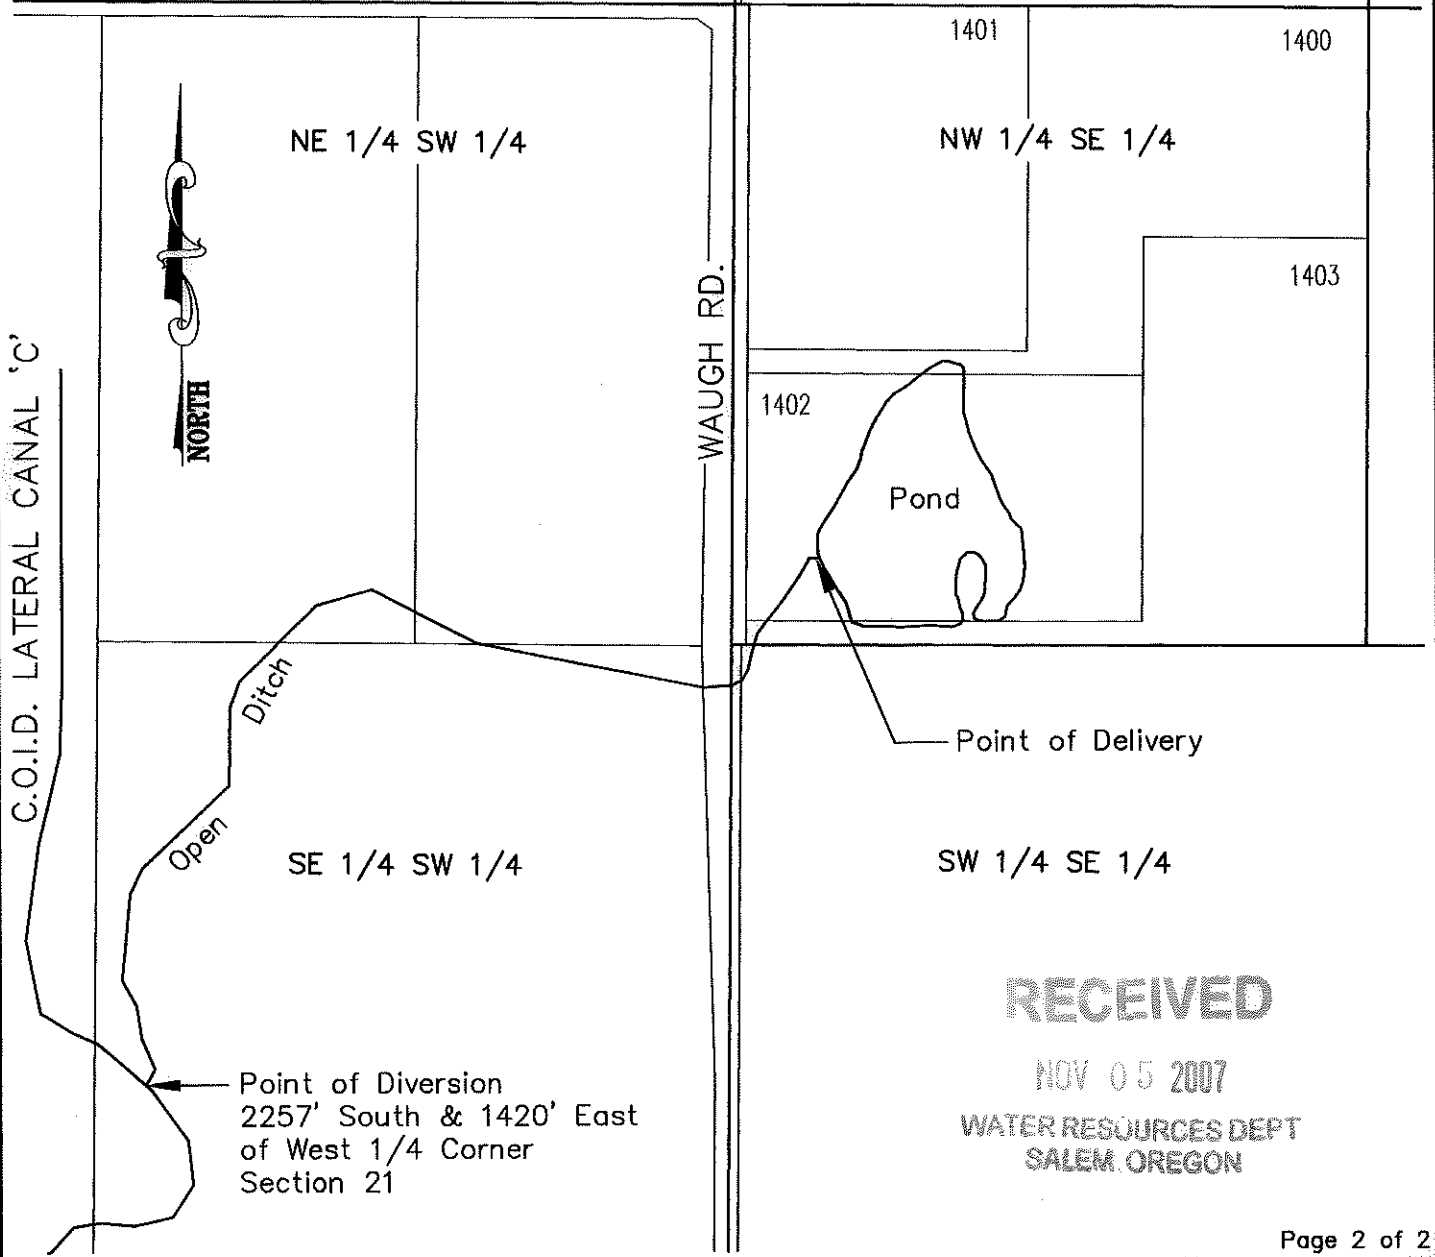 1401
1400
NE 1/4 SW 1/4
NW 1/4 SE 1/4
1403
NORTH
WAUGH RD.
C.O.I.D. LATERAL CANAL 'C'
1402
Pond
Ditch
Point of Delivery
Open
SE 1/4 SW 1/4
SW 1/4 SE 1/4
RECEIVED
NOV 05 2007
WATER RESOURCES DEPT
SALEM. OREGON
Point of Diversion
2257' South & 1420' East
of West 1/4 Corner
Section 21
Page 2 of 2